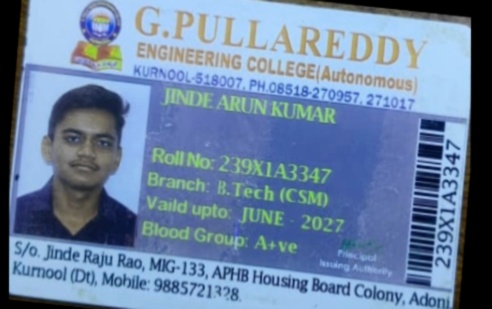 G.PULLAREDDY
ENGINEERING COLLEGE(Autonomous)
KURNOOL-518007, PH.08518-270957, 271017
JINDE ARUN KUMAR
Roll No: 239X1A3347
Branch: B.Tech (CSM)
Vaild upto: JUNE - 2027
Blood Group: A+ve
Principal
Issuing Authority
239X1A3347
S/o. Jinde Raju Rao, MIG-133, APHB Housing Board Colony, Adoni
Kurnool (Dt), Mobile: 9885721328.